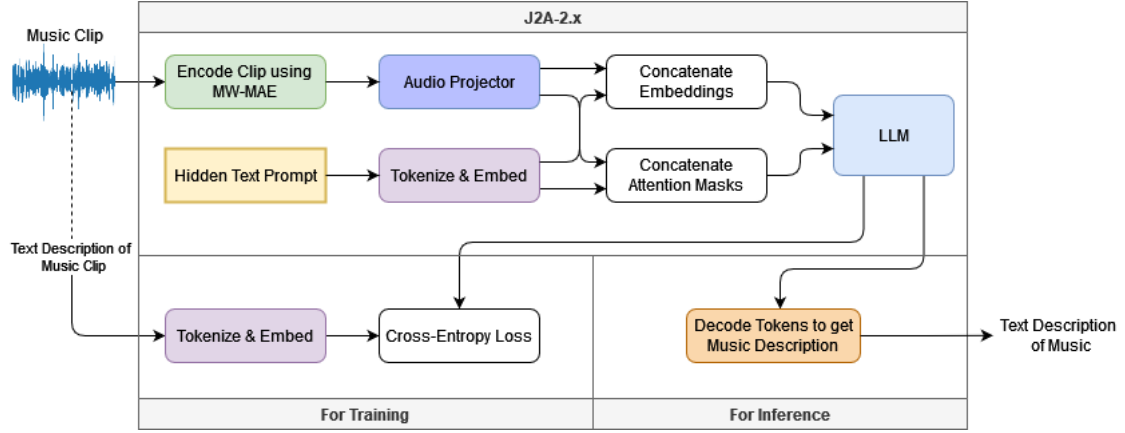 J2A-2.x
Music Clip
Encode Clip using
MW-MAE
Audio Projector
Concatenate
Embeddings
LLM
Hidden Text Prompt
Tokenize & Embed
Concatenate
Attention Masks
Text Description of
Music Clip
Tokenize & Embed
Cross-Entropy Loss
Decode Tokens to get
Music Description
Text Description
of Music
For Training
For Inference